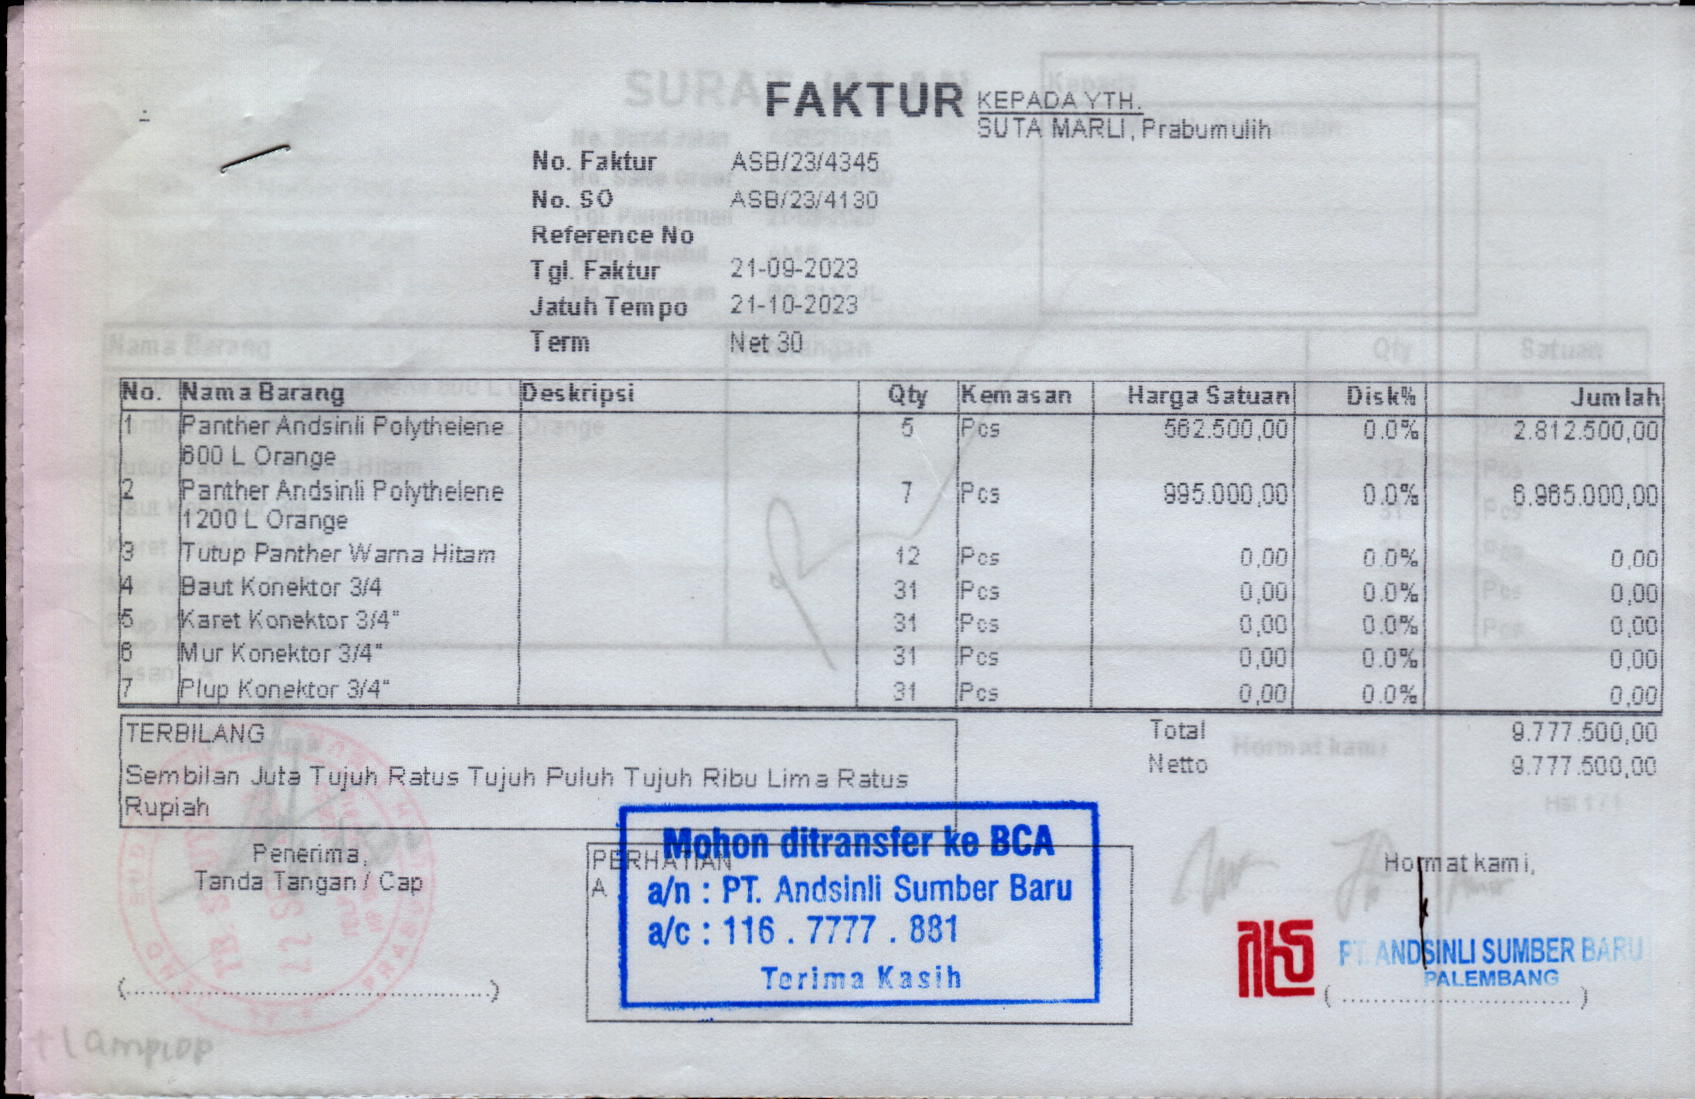 FAKTUR
KEPADA YTH.
SUTA MARLI, Prabumulih
No. Faktur ASB/23/4345
No. SO ASB/23/4130
Reference No
Tgl. Faktur 21-09-2023
Jatuh Tempo 21-10-2023
Term Net 30
No. Nama Barang Deskripsi Qty Kemasan Harga Satuan Disk% Jumlah
1 Panther Andsinli Polythelene 5 Pcs 562.500,00 0.0% 2.812.500,00
600 L Orange
2 Panther Andsinli Polythelene 7 Pcs 995.000,00 0.0% 6.965.000,00
1200 L Orange
3 Tutup Panther Warna Hitam 12 Pcs 0,00 0.0% 0,00
4 Baut Konektor 3/4 31 Pcs 0,00 0.0% 0,00
5 Karet Konektor 3/4" 31 Pcs 0,00 0.0% 0,00
6 Mur Konektor 3/4" 31 Pcs 0,00 0.0% 0,00
7 Plup Konektor 3/4" 31 Pcs 0,00 0.0% 0,00
TERBILANG
Sembilan Juta Tujuh Ratus Tujuh Puluh Tujuh Ribu Lima Ratus
Rupiah
Total 9.777.500,00
Netto 9.777.500,00
Penerima,
Tanda Tangan / Cap
(........................................)
PERHATIAN
A
Mohon ditransfer ke BCA
a/n : PT. Andsinli Sumber Baru
a/c : 116 . 7777 . 881
Terima Kasih
Hormat kami,
PT. ANDSINLI SUMBER BARU
PALEMBANG
(.........................)